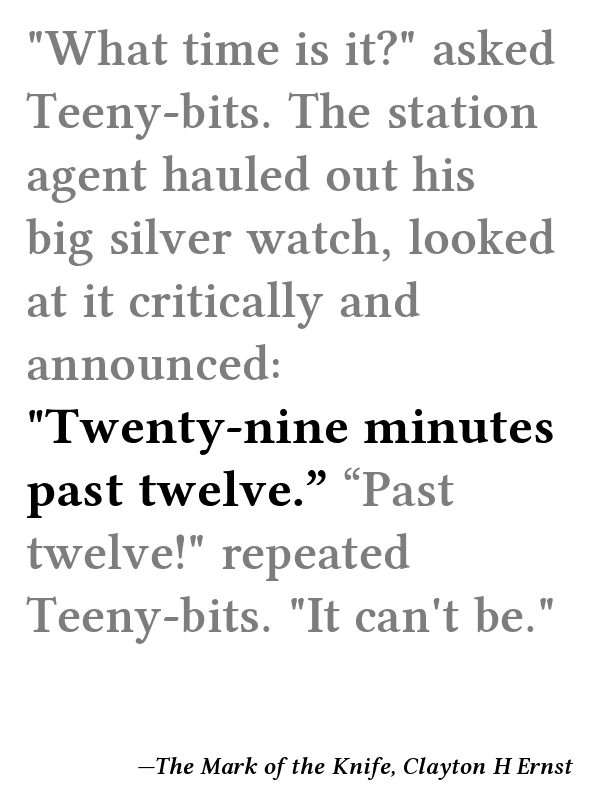 "What time is it?" asked
Teeny-bits. The station
agent hauled out his
big silver watch, looked
at it critically and
announced:
"Twenty-nine minutes
past twelve.” “Past
twelve!" repeated
Teeny-bits. "It can't be."
—The Mark of the Knife, Clayton H Ernst